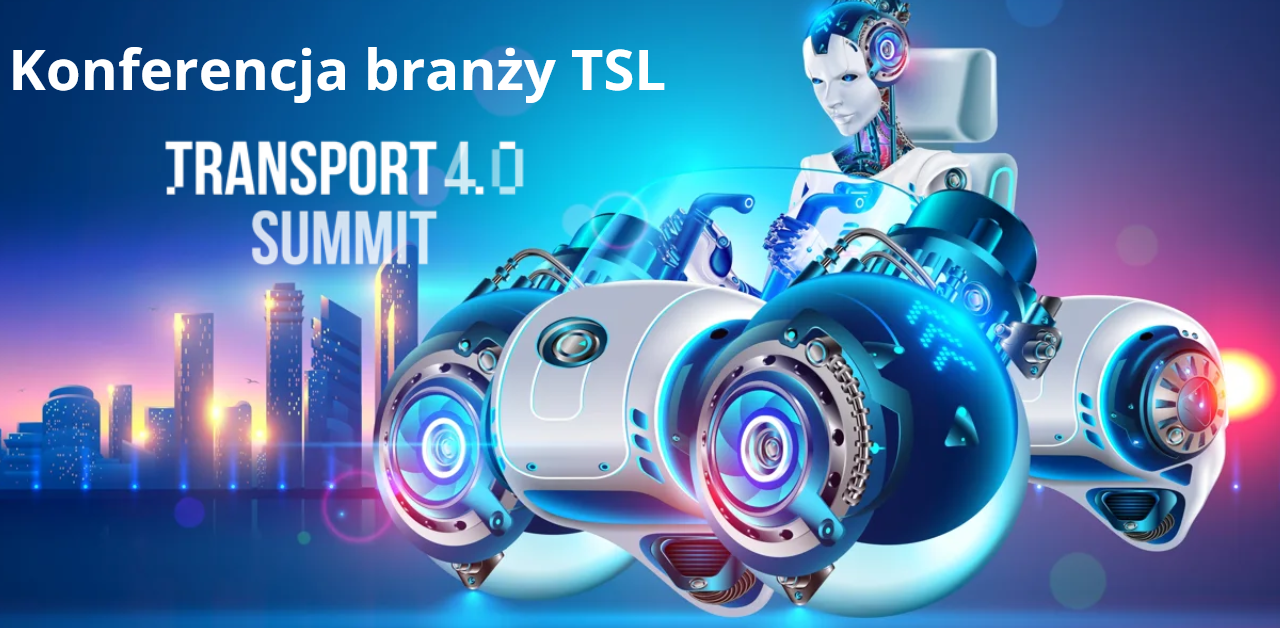 Konferencja branży TSL
TRANSPORT 4.0
SUMMIT